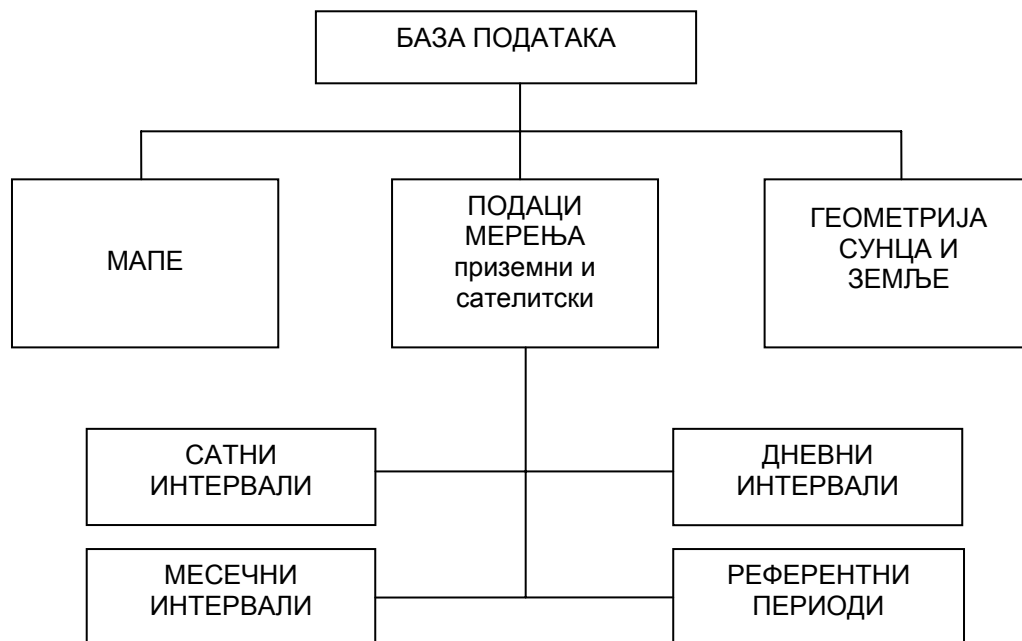 БАЗА ПОДАТАКА
МАПЕ
ПОДАЦИ
МЕРЕЊА
приземни и
сателитски
ГЕОМЕТРИЈА
СУНЦА И
ЗЕМЉЕ
САТНИ
ИНТЕРВАЛИ
ДНЕВНИ
ИНТЕРВАЛИ
МЕСЕЧНИ
ИНТЕРВАЛИ
РЕФЕРЕНТНИ
ПЕРИОДИ